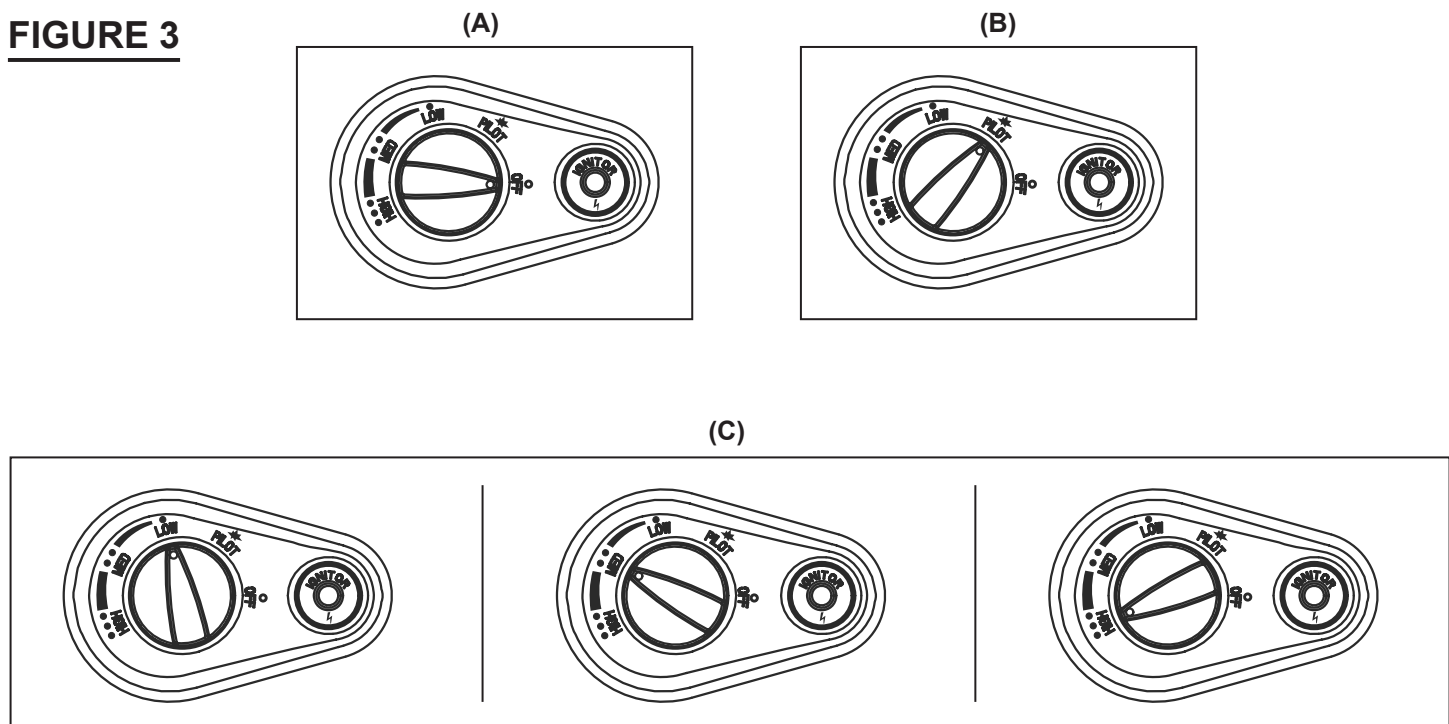 FIGURE 3
(A)
LOW
PILOT
MED
OFF
HIGH
IGNITOR
(B)
LOW
PILOT
MED
OFF
HIGH
IGNITOR
(C)
LOW
PILOT
MED
OFF
HIGH
IGNITOR
LOW
PILOT
MED
OFF
HIGH
IGNITOR
LOW
PILOT
MED
OFF
HIGH
IGNITOR